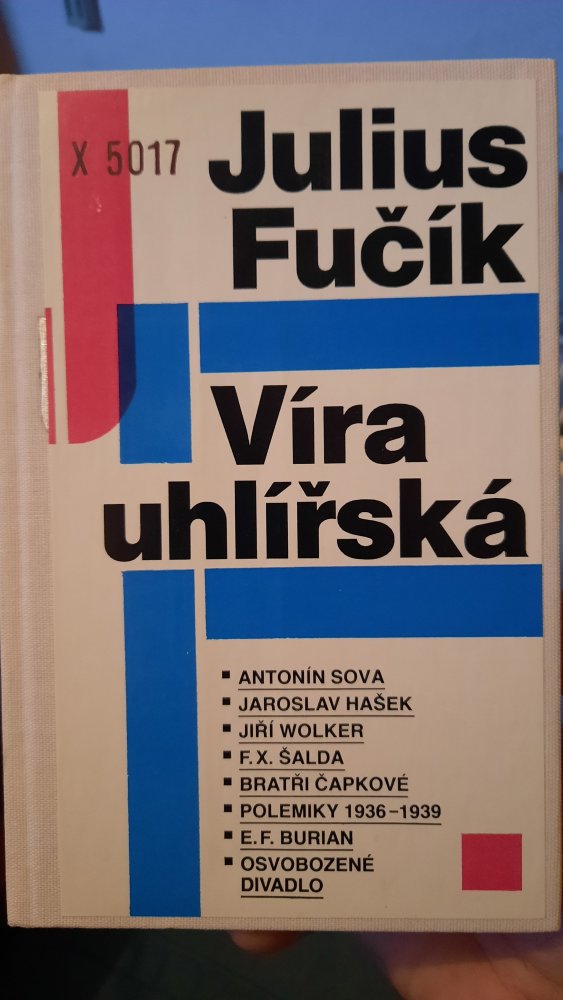 X 5017
Julius
Fučík
Víra
uhlířská
ANTONÍN SOVA
JAROSLAV HAŠEK
JIŘÍ WOLKER
F. X. ŠALDA
BRATŘI ČAPKOVÉ
POLEMIKY 1936–1939
E. F. BURIAN
OSVOBOZENÉ
DIVADLO